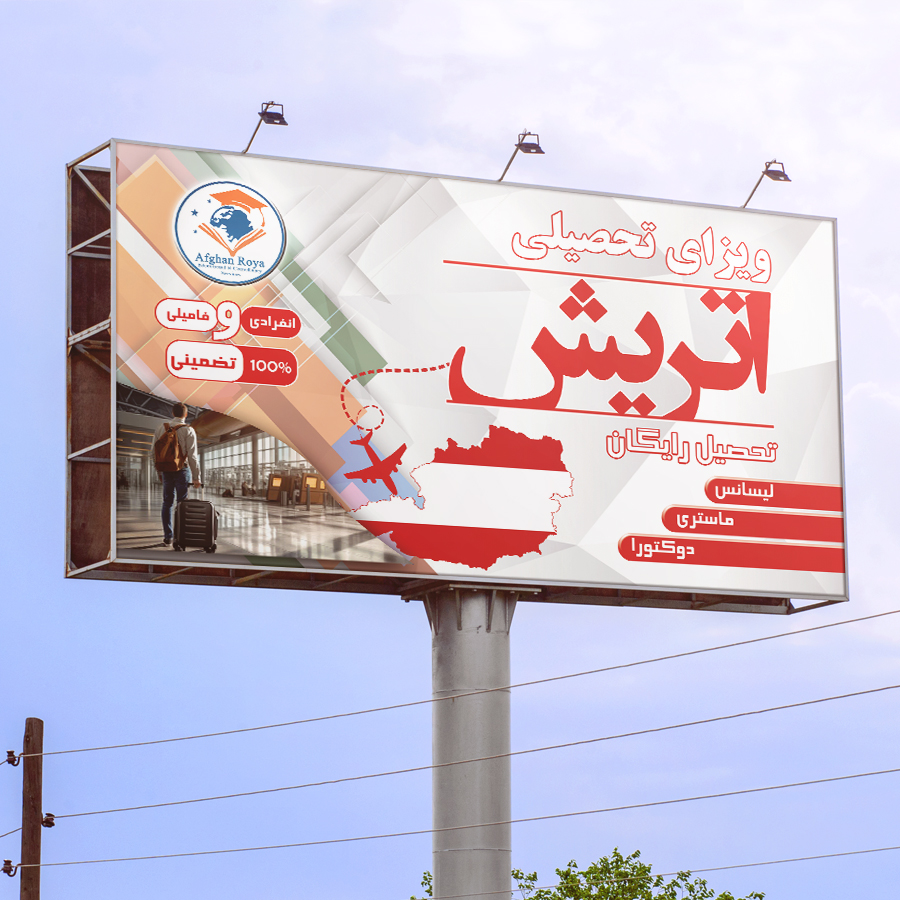 ویزای تحصیلی
اتریش
تحصیل رایگان
لیسانس
ماستری
دوکتورا
Afghan Roya
انفرادی و فامیلی
100% تضمینی